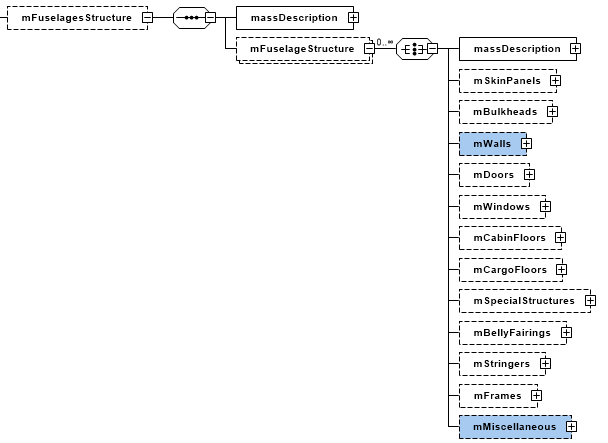 mFuselagesStructure
massDescription
mFuselageStructure
0..∞
massDescription
mSkinPanels
mBulkheads
mWalls
mDoors
mWindows
mCabinFloors
mCargoFloors
mSpecialStructures
mBellyFairings
mStringers
mFrames
mMiscellaneous